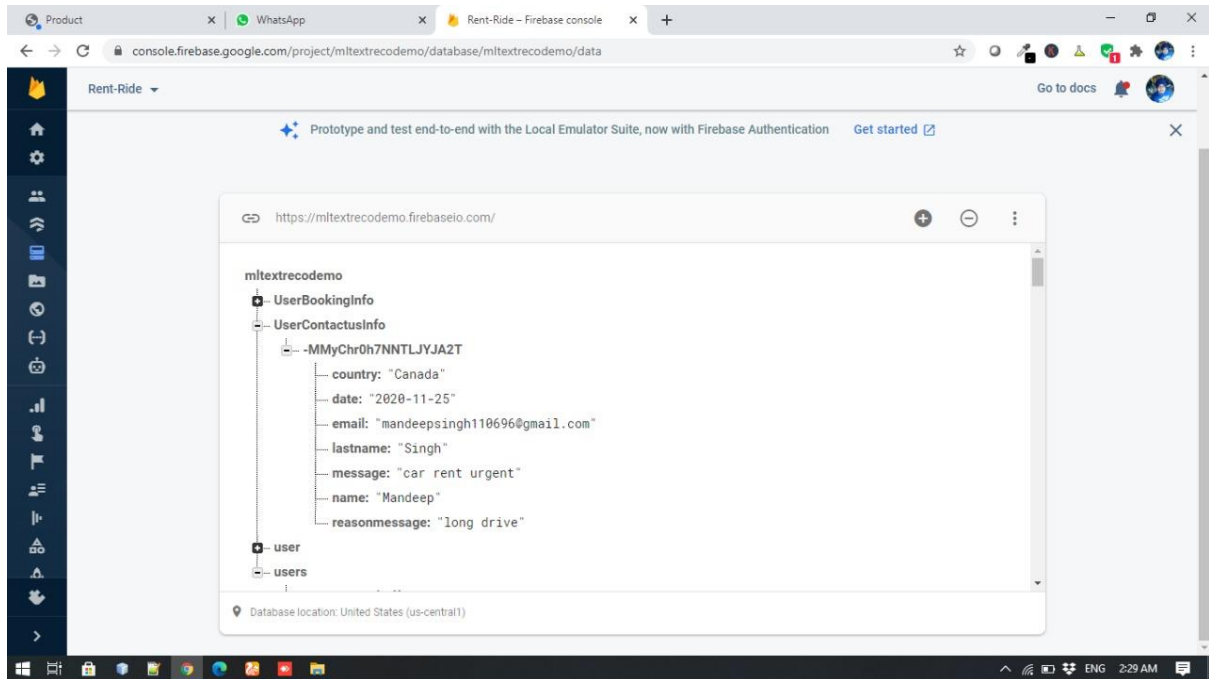 Product
WhatsApp
Rent-Ride – Firebase console
console.firebase.google.com/project/mltextrecodemo/database/mltextrecodemo/data
Rent-Ride
Go to docs
Prototype and test end-to-end with the Local Emulator Suite, now with Firebase Authentication Get started
https://mltextrecodemo.firebaseio.com/
mltextrecodemo
UserBookingInfo
UserContactusInfo
-MMyChr0h7NNTLJYJA2T
country: "Canada"
date: "2020-11-25"
email: "mandeepsingh110696@gmail.com"
lastname: "Singh"
message: "car rent urgent"
name: "Mandeep"
reasonmessage: "long drive"
user
users
Database location: United States (us-central1)
ENG 2:29 AM